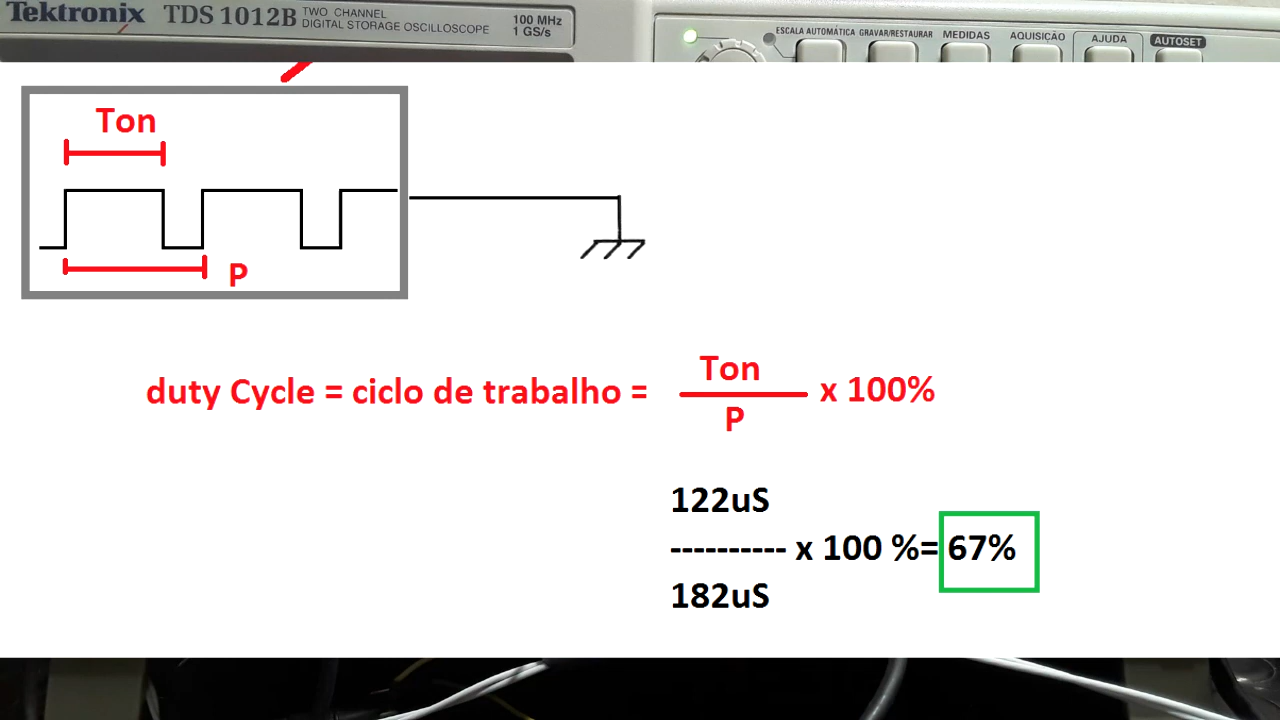 Tektronix TDS 1012B TWO CHANNEL
DIGITAL STORAGE OSCILLOSCOPE
100 MHz
1 GS/s
ESCALA AUTOMÁTICA GRAVAR/RESTAURAR MEDIDAS AQUISIÇÃO AJUDA AUTOSET
Ton
P
duty Cycle = ciclo de trabalho = Ton x 100%
P
122uS
---------- x 100 %= 67%
182uS